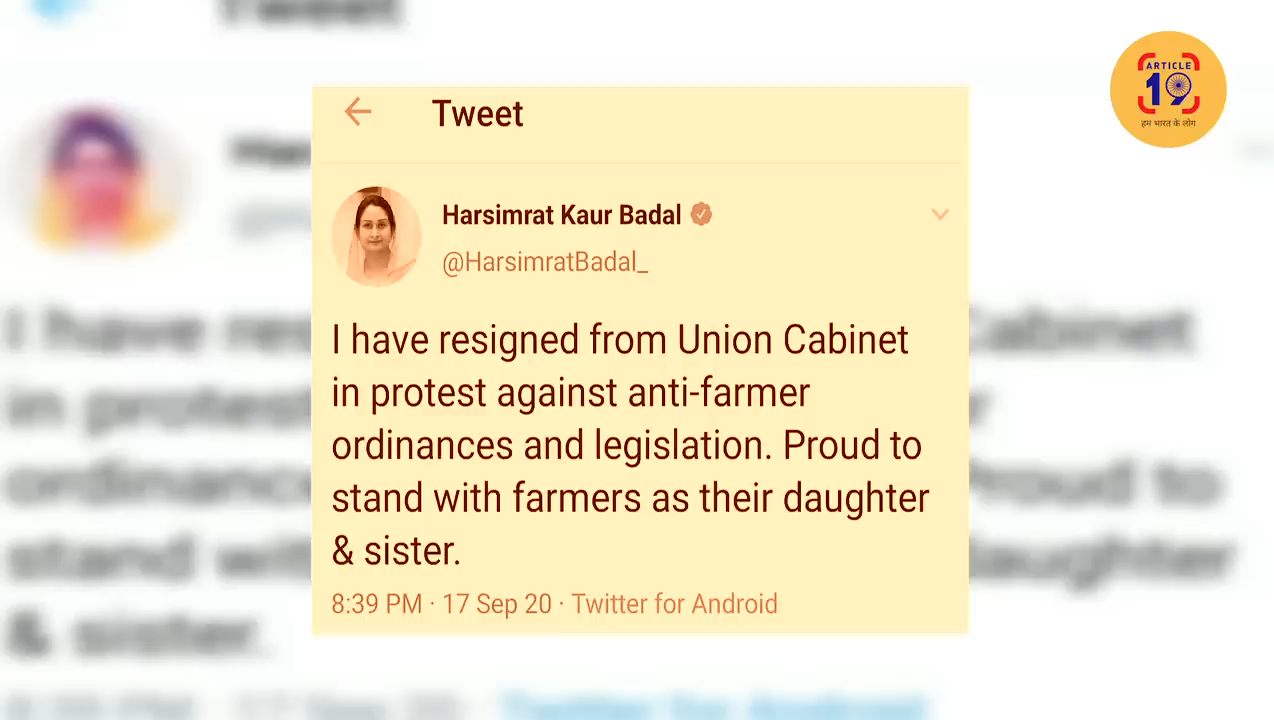 Tweet
ARTICLE
19
हम भारत के लोग
Tweet
Harsimrat Kaur Badal
@HarsimratBadal_
I have resigned from Union Cabinet
in protest against anti-farmer
ordinances and legislation. Proud to
stand with farmers as their daughter
& sister.
8:39 PM · 17 Sep 20 · Twitter for Android